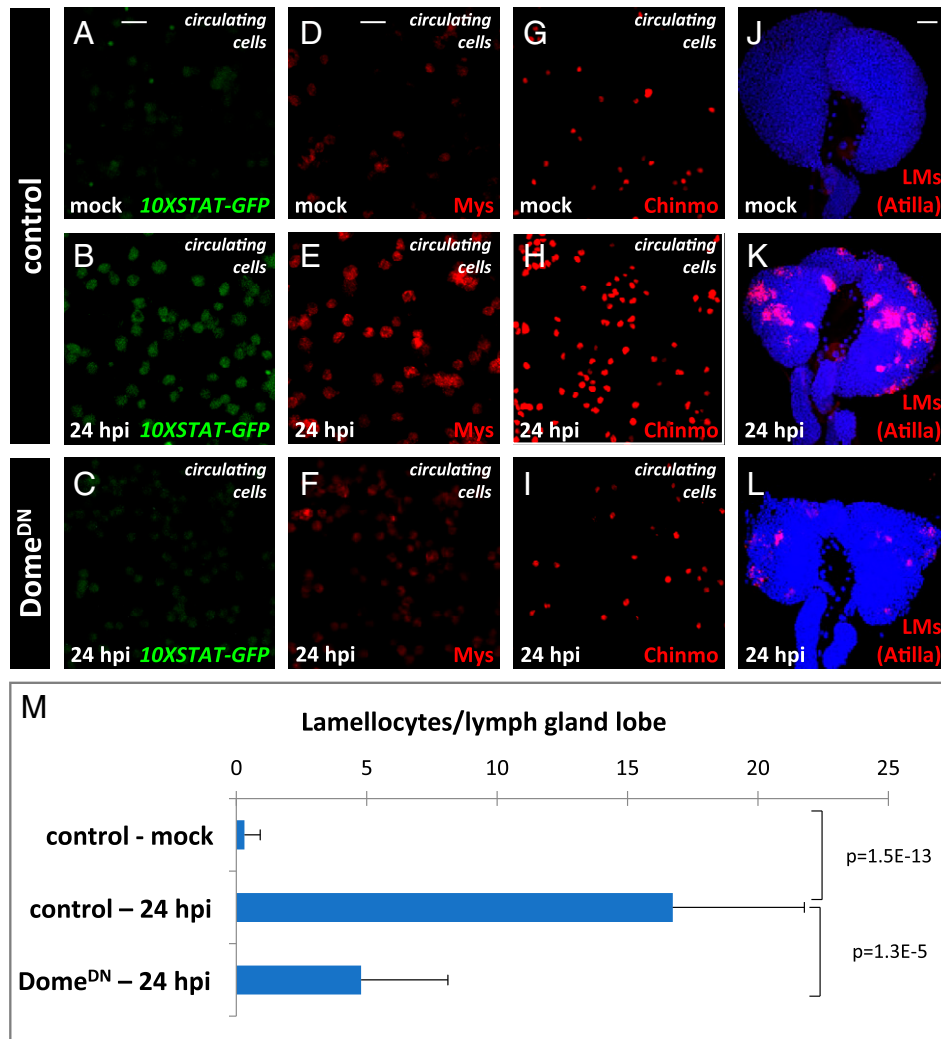 control
A
circulating
cells
mock 10XSTAT-GFP
D
circulating
cells
mock Mys
G
circulating
cells
mock Chinmo
J
LMs
mock (Atilla)
B
circulating
cells
24 hpi 10XSTAT-GFP
E
circulating
cells
24 hpi Mys
H
circulating
cells
24 hpi Chinmo
K
LMs
24 hpi (Atilla)
Dome^DN
C
circulating
cells
24 hpi 10XSTAT-GFP
F
circulating
cells
24 hpi Mys
I
circulating
cells
24 hpi Chinmo
L
LMs
24 hpi (Atilla)
M
Lamellocytes/lymph gland lobe
0 5 10 15 20 25
control - mock
p=1.5E-13
control – 24 hpi
p=1.3E-5
Dome^DN – 24 hpi